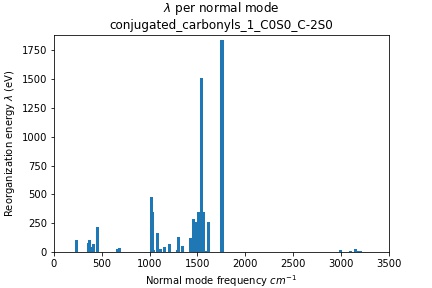 λ per normal mode
conjugated_carbonyls_1_C0S0_C-2S0
Reorganization energy λ (eV)
1750
1500
1250
1000
750
500
250
0
0 500 1000 1500 2000 2500 3000 3500
Normal mode frequency cm⁻¹